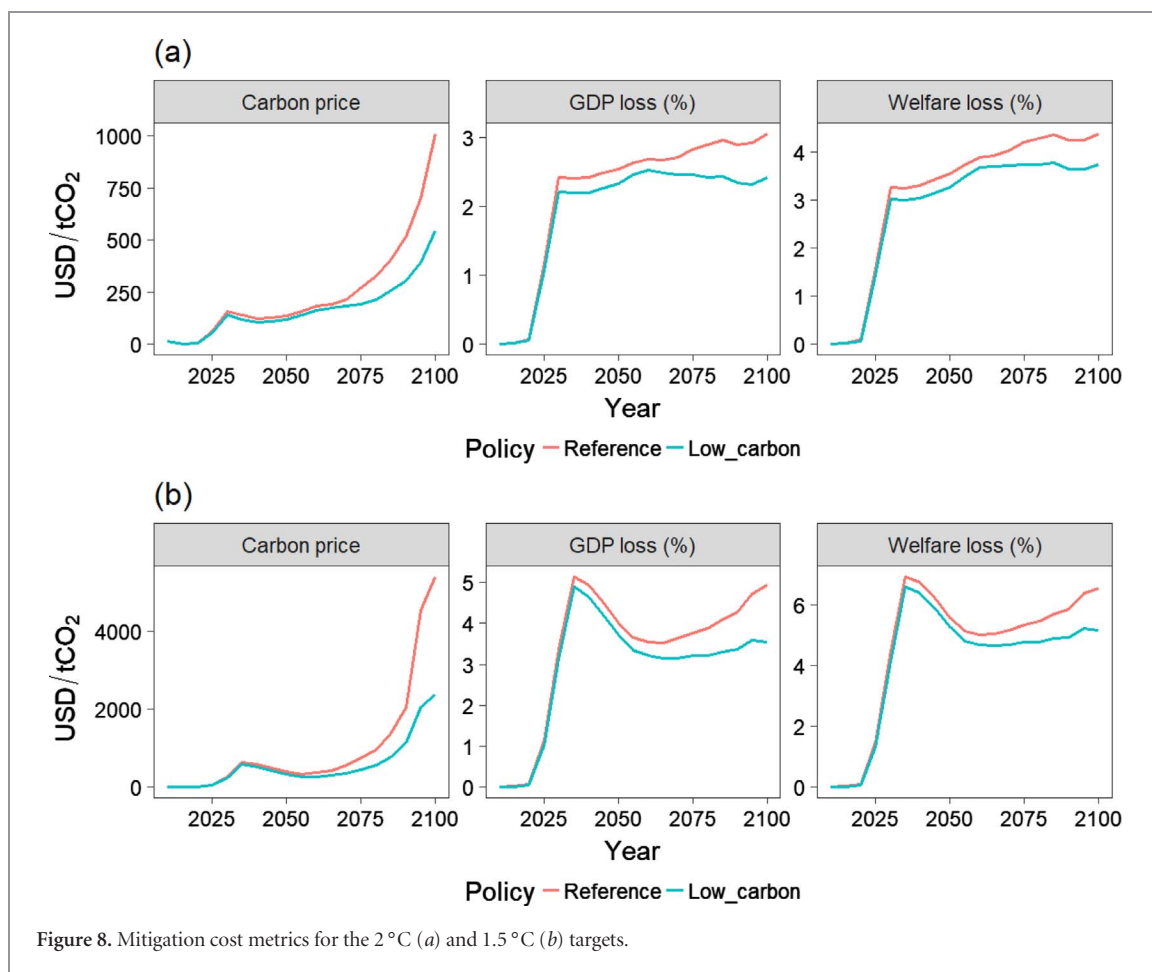 (a)
Carbon price
GDP loss (%)
Welfare loss (%)
USD/tCO₂
1000
750
500
250
0
3
2
1
0
4
3
2
1
0
2025 2050 2075 2100
2025 2050 2075 2100
2025 2050 2075 2100
Year
Policy Reference Low_carbon
(b)
Carbon price
GDP loss (%)
Welfare loss (%)
USD/tCO₂
4000
2000
0
5
4
3
2
1
0
6
4
2
0
2025 2050 2075 2100
2025 2050 2075 2100
2025 2050 2075 2100
Year
Policy Reference Low_carbon
Figure 8. Mitigation cost metrics for the 2 °C (a) and 1.5 °C (b) targets.